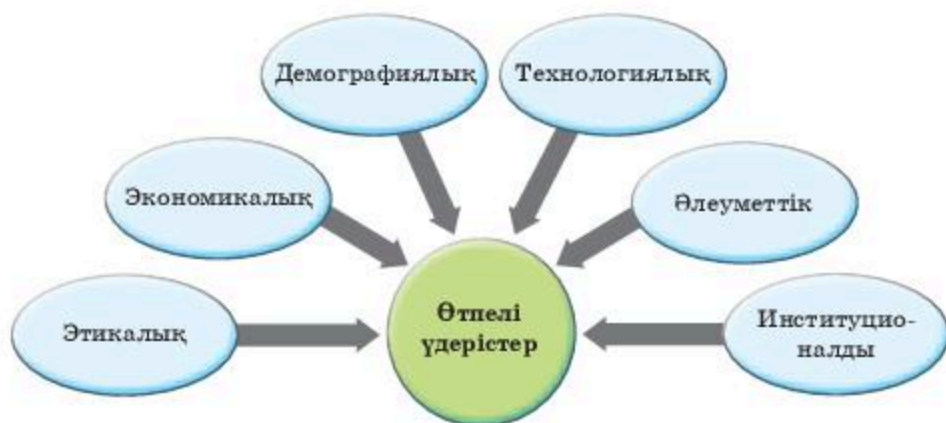 Демографиялық
Технологиялық
Экономикалық
Әлеуметтік
Этикалық
Өтпелі
үдерістер
Институцио-
налды